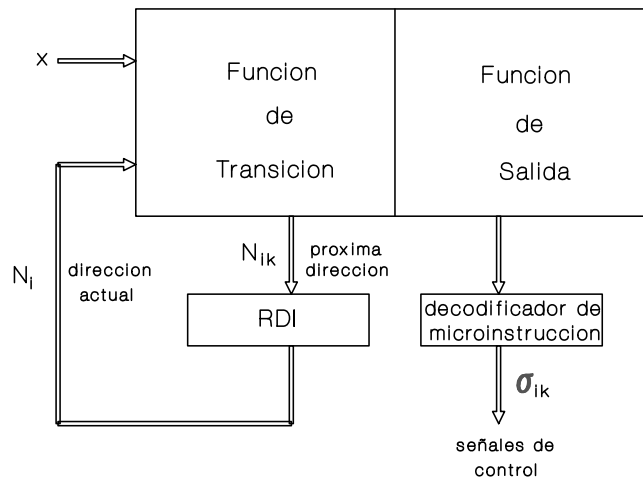 x
Funcion
de
Transicion
Funcion
de
Salida
N_i
direccion
actual
N_ik
proxima
direccion
RDI
decodificador de
microinstruccion
σ_ik
señales de
control